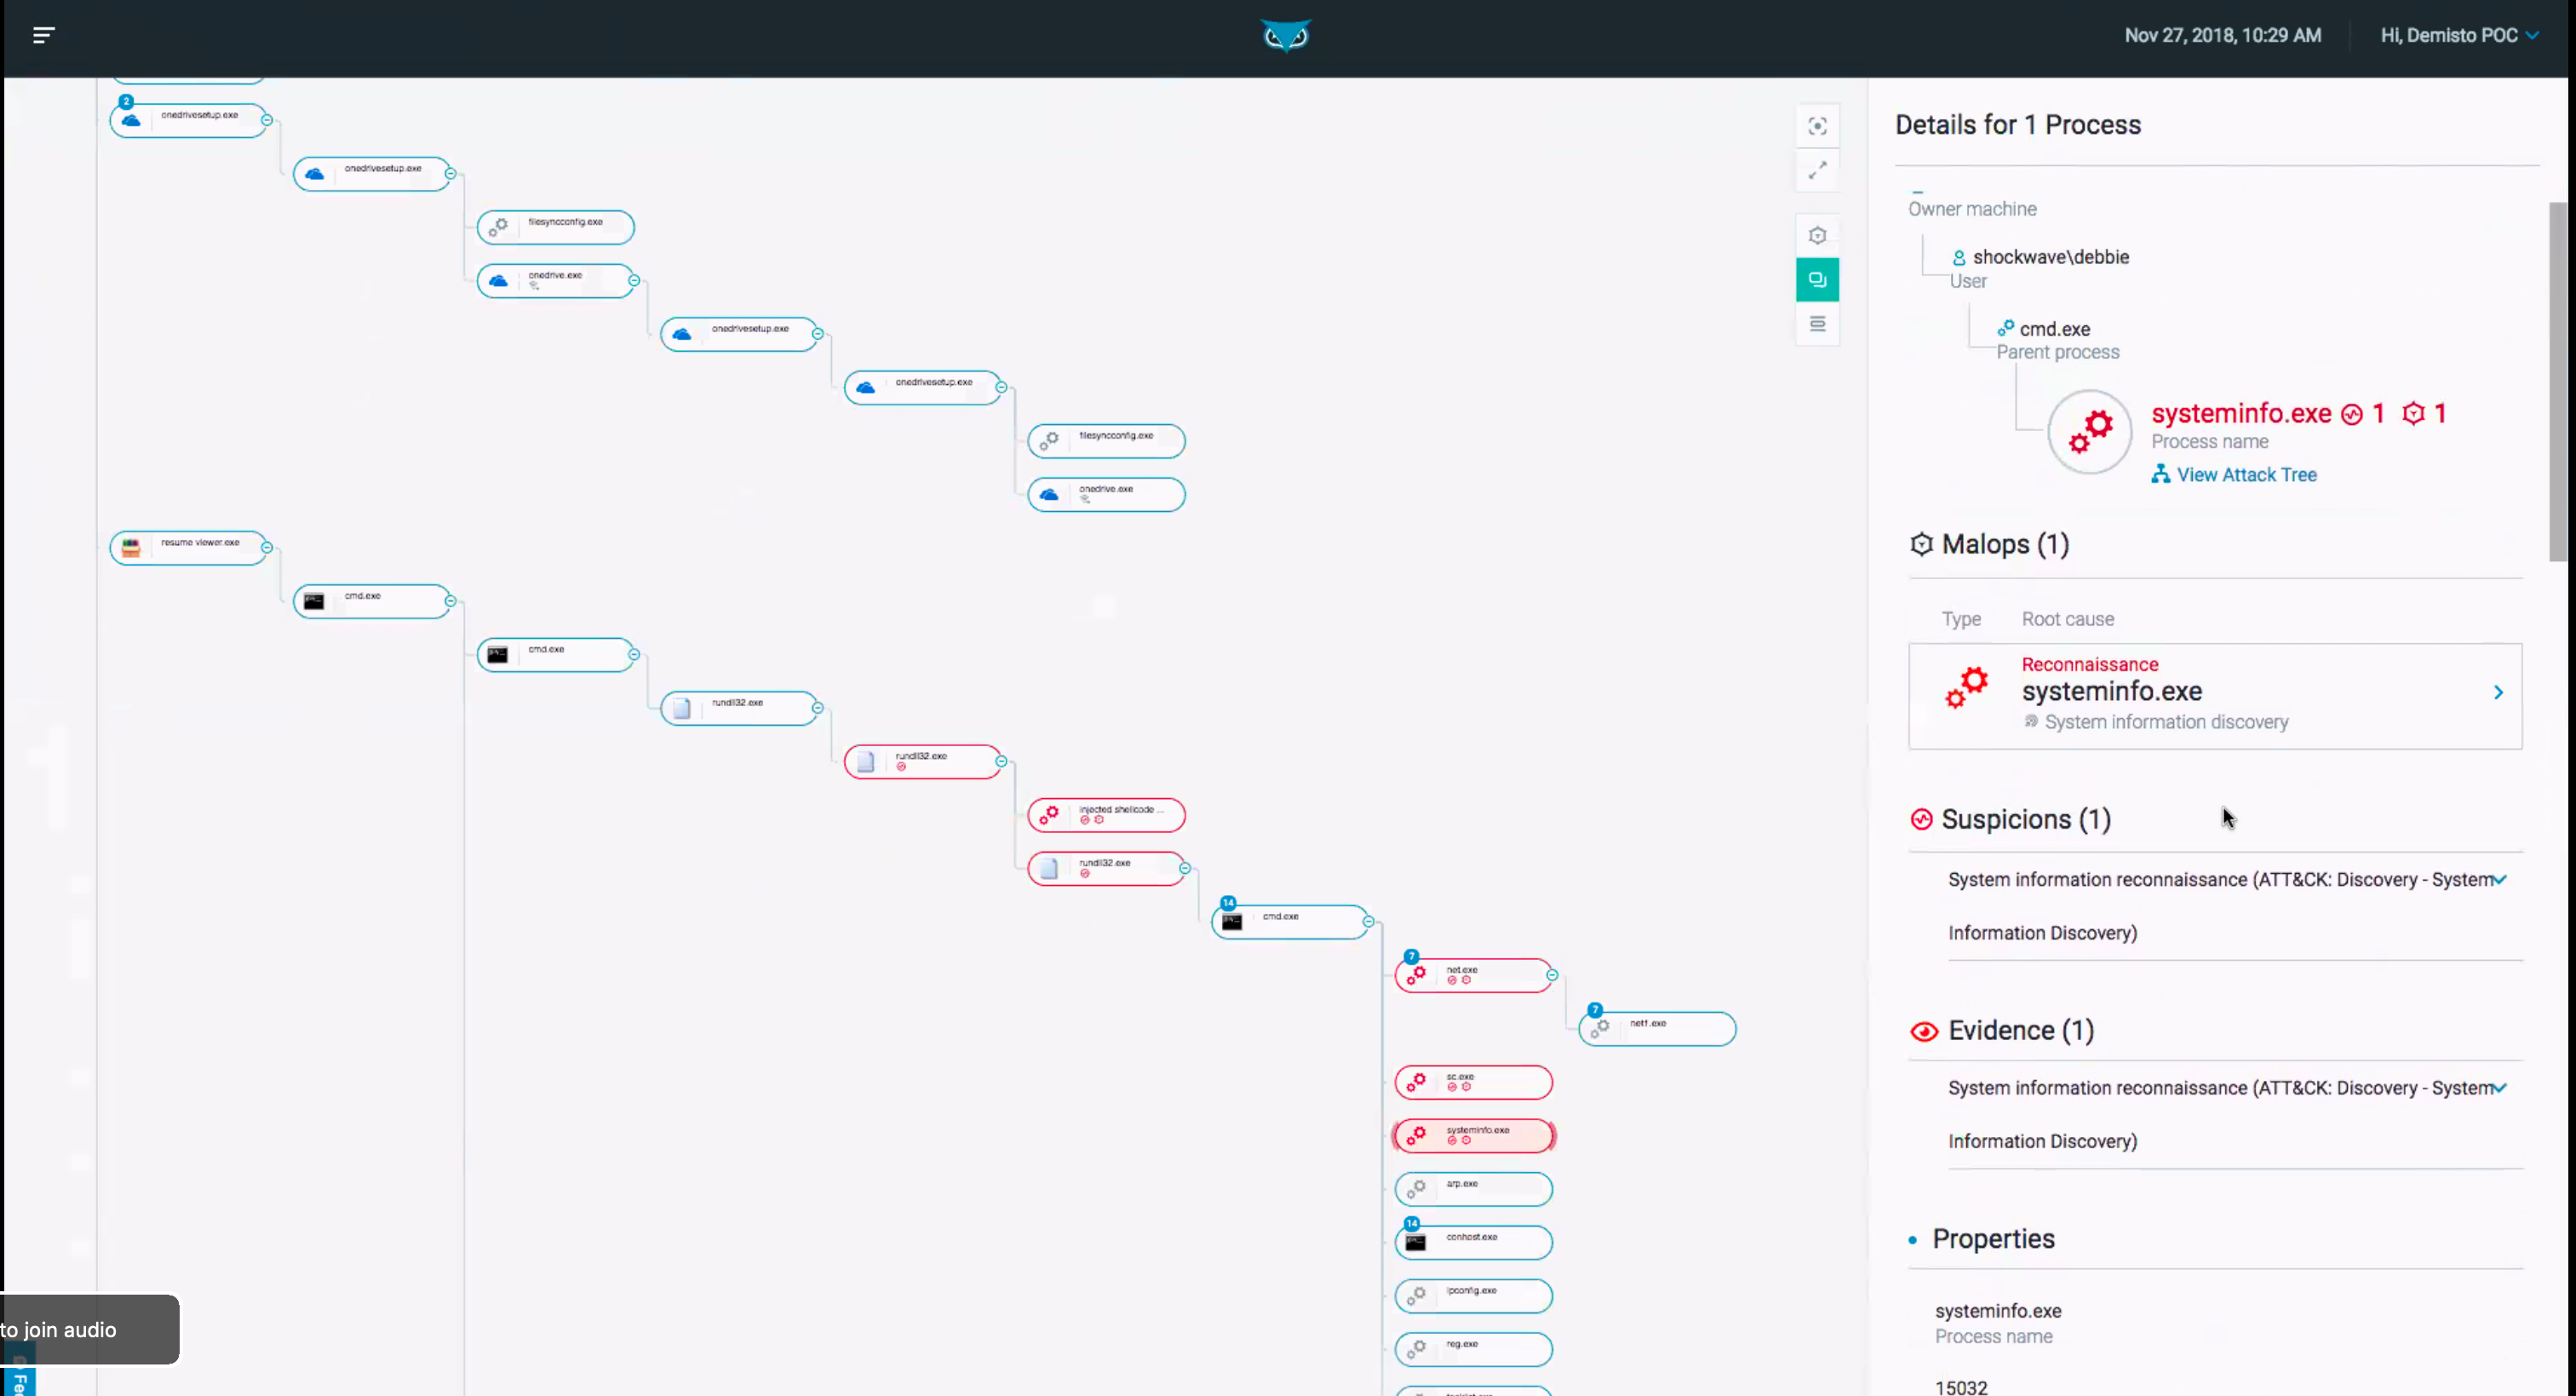 Nov 27, 2018, 10:29 AM
Hi, Demisto POC
2
onedrivesetup.exe
onedrivesetup.exe
filesyncconfig.exe
onedrive.exe
onedrivesetup.exe
onedrivesetup.exe
filesyncconfig.exe
onedrive.exe
resume viewer.exe
cmd.exe
cmd.exe
rundll32.exe
rundll32.exe
injected shellcode ...
rundll32.exe
14
cmd.exe
7
net.exe
7
net1.exe
sc.exe
systeminfo.exe
arp.exe
14
conhost.exe
ipconfig.exe
reg.exe
to join audio
Details for 1 Process
Owner machine
shockwave\debbie
User
cmd.exe
Parent process
systeminfo.exe 1 1
Process name
View Attack Tree
Malops (1)
Type Root cause
Reconnaissance
systeminfo.exe
System information discovery
Suspicions (1)
System information reconnaissance (ATT&CK: Discovery - System
Information Discovery)
Evidence (1)
System information reconnaissance (ATT&CK: Discovery - System
Information Discovery)
Properties
systeminfo.exe
Process name
15032